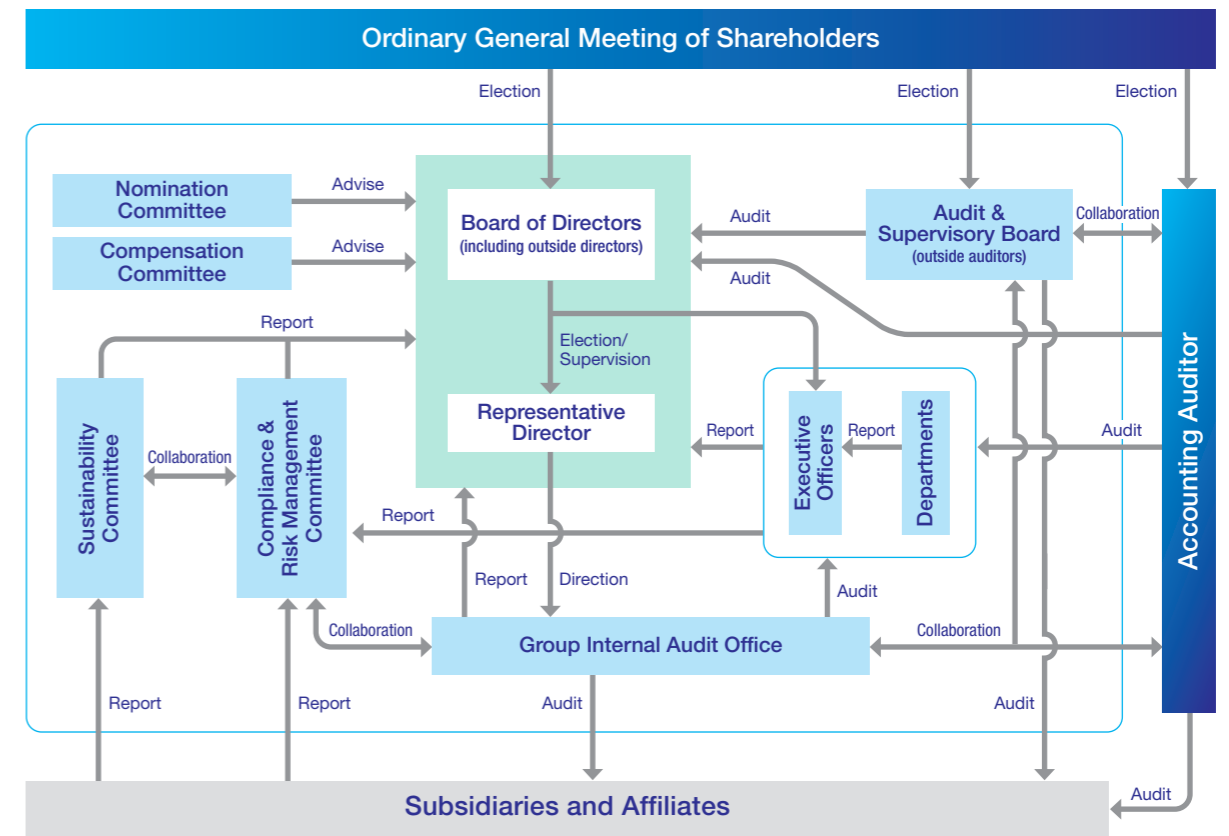 Ordinary General Meeting of Shareholders
Election
Election
Election
Nomination
Committee
Advise
Compensation
Committee
Advise
Board of Directors
(including outside directors)
Audit
Audit
Audit &
Supervisory Board
(outside auditors)
Collaboration
Report
Election/
Supervision
Representative
Director
Report
Executive
Officers
Report
Departments
Audit
Accounting Auditor
Sustainability
Committee
Collaboration
Compliance &
Risk Management
Committee
Report
Report
Direction
Audit
Collaboration
Group Internal Audit Office
Collaboration
Report
Report
Audit
Audit
Subsidiaries and Affiliates
Audit